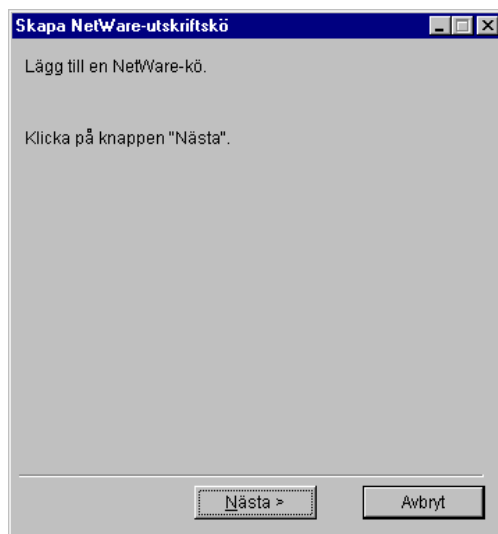 Skapa NetWare-utskriftskö
Lägg till en NetWare-kö.
Klicka på knappen "Nästa".
Nästa >
Avbryt